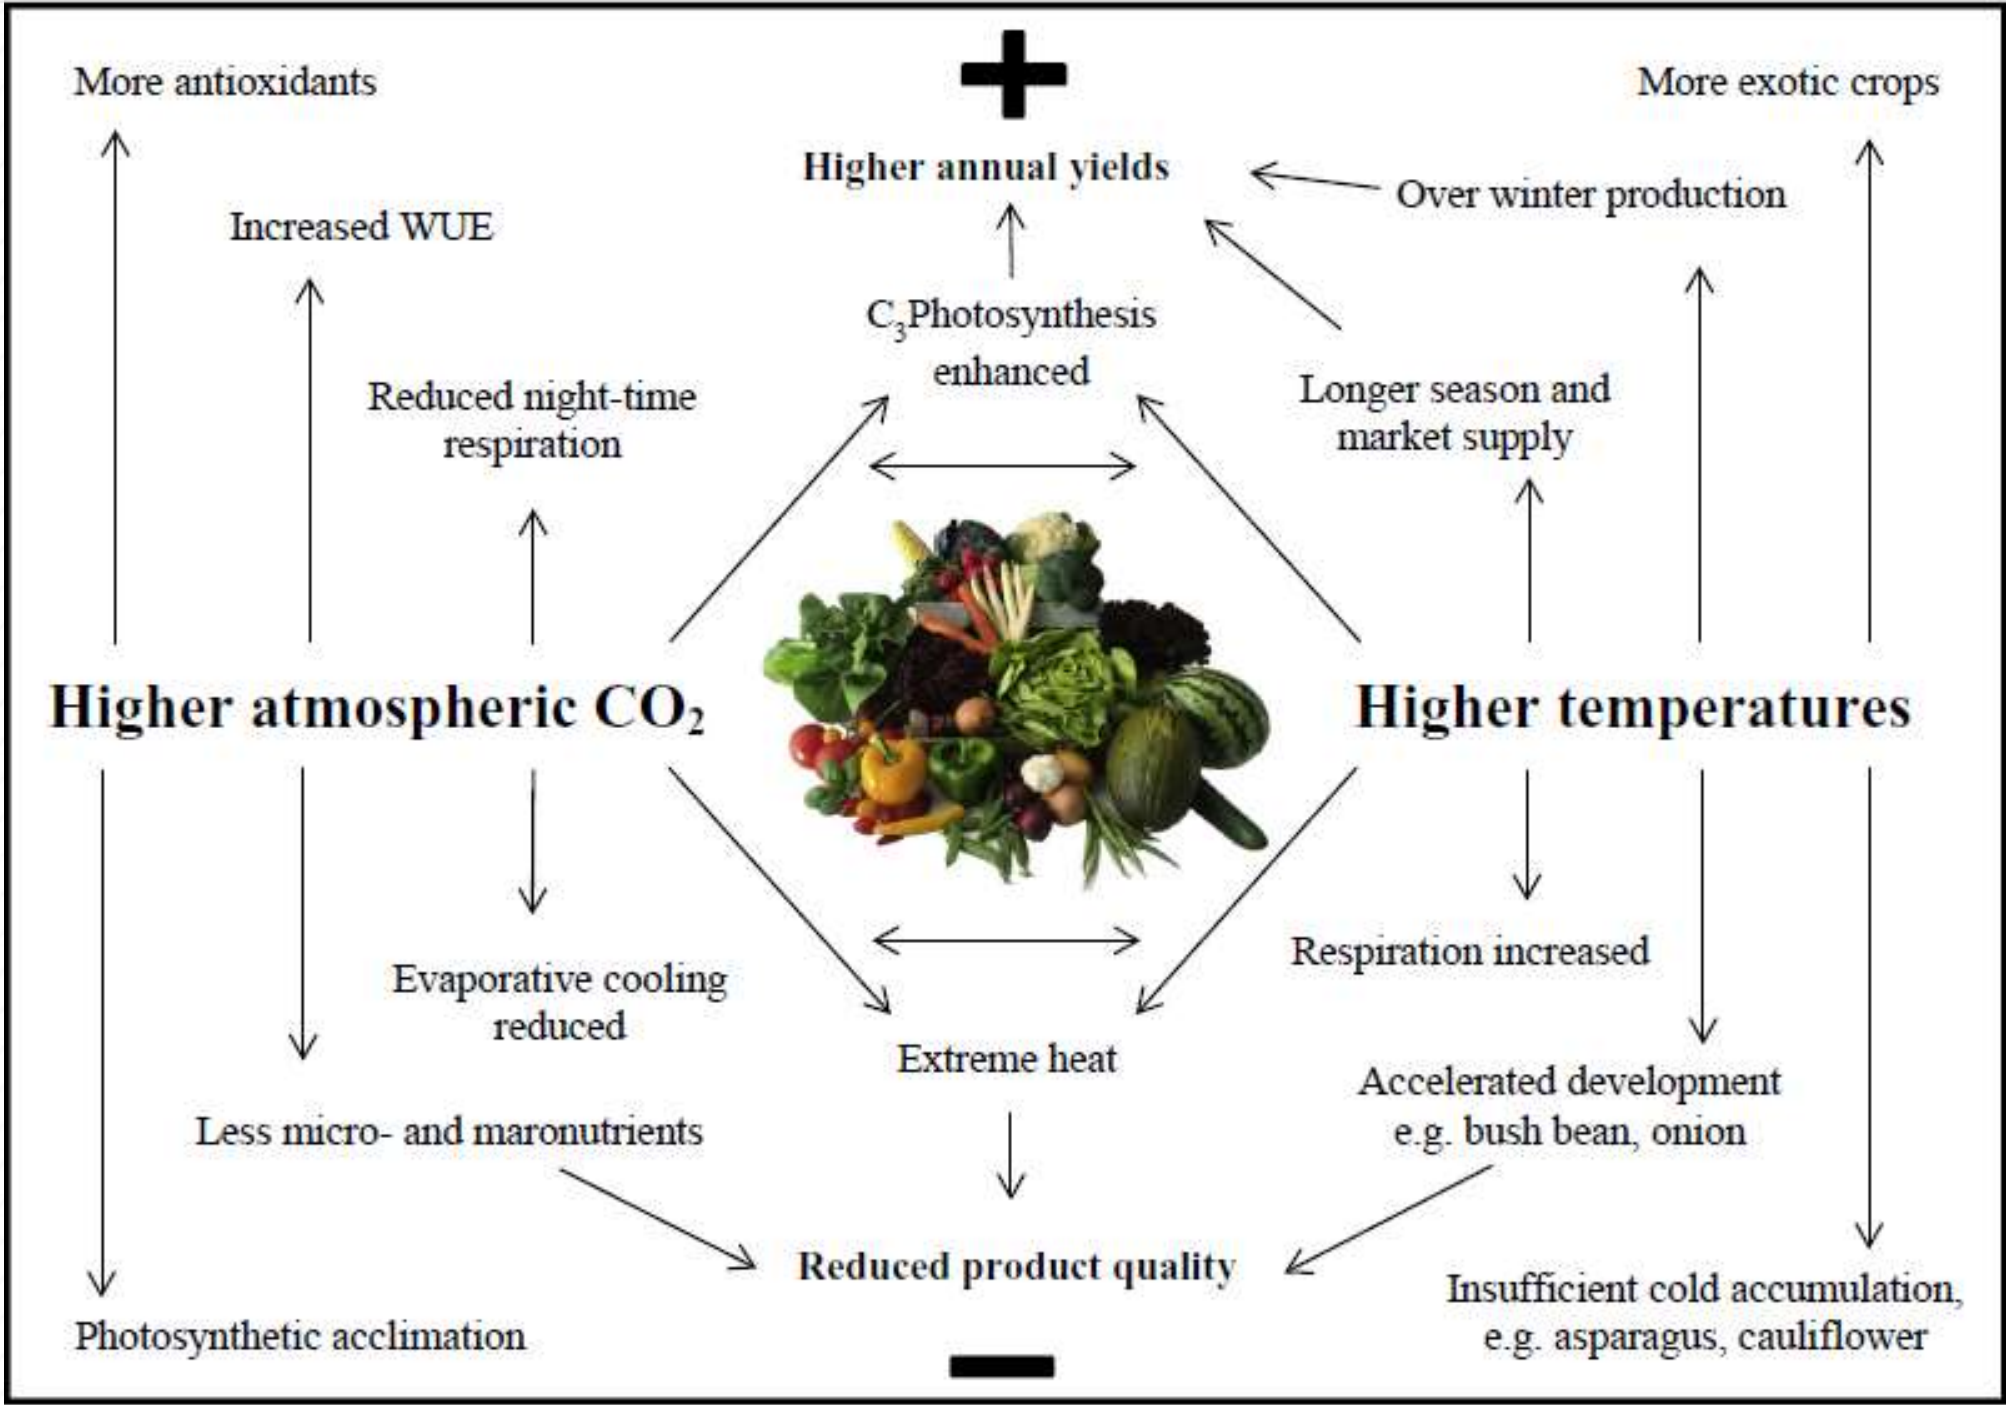 More antioxidants
More exotic crops
Higher annual yields
Over winter production
Increased WUE
C₃Photosynthesis
enhanced
Reduced night-time
respiration
Longer season and
market supply
Higher atmospheric CO₂
Higher temperatures
Evaporative cooling
reduced
Respiration increased
Extreme heat
Accelerated development
e.g. bush bean, onion
Less micro- and maronutrients
Reduced product quality
Insufficient cold accumulation,
e.g. asparagus, cauliflower
Photosynthetic acclimation